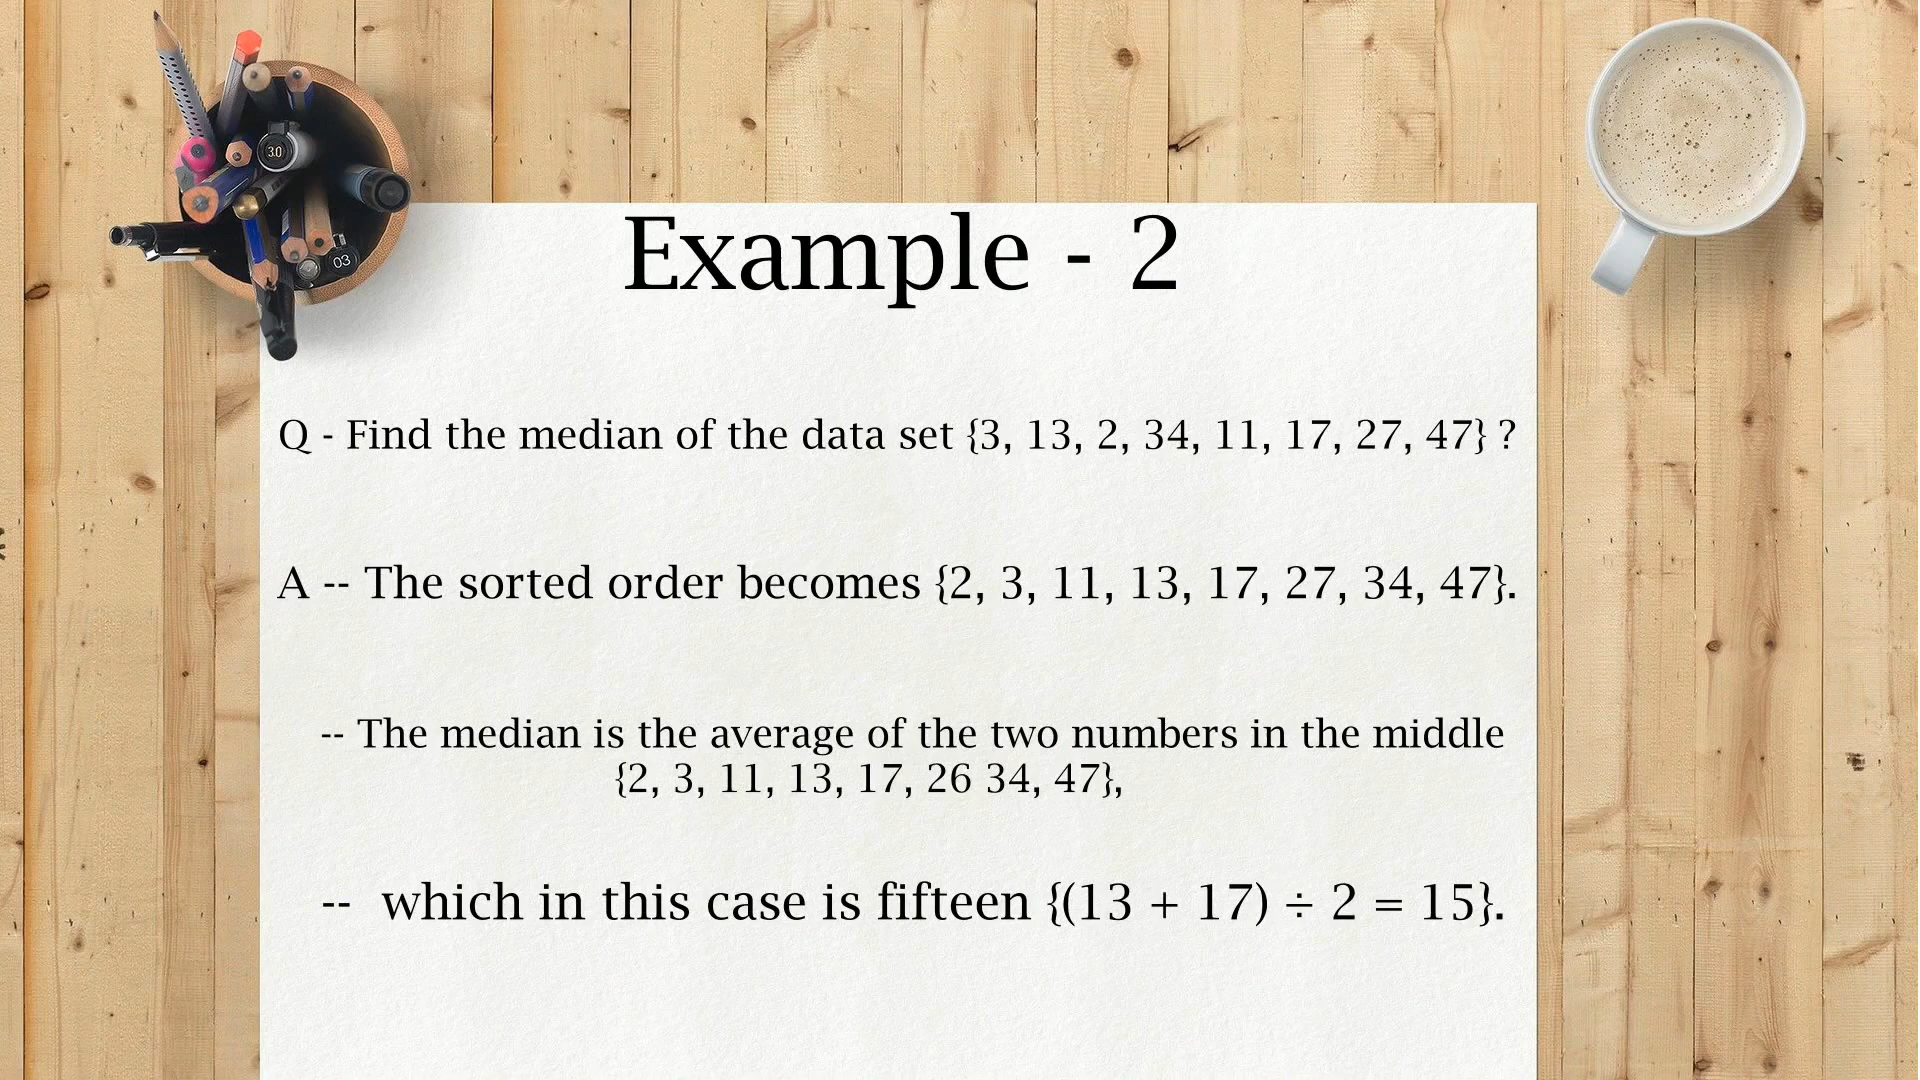 3.0
03
Example - 2
Q - Find the median of the data set {3, 13, 2, 34, 11, 17, 27, 47} ?
A -- The sorted order becomes {2, 3, 11, 13, 17, 27, 34, 47}.
-- The median is the average of the two numbers in the middle
{2, 3, 11, 13, 17, 26 34, 47},
-- which in this case is fifteen {(13 + 17) ÷ 2 = 15}.